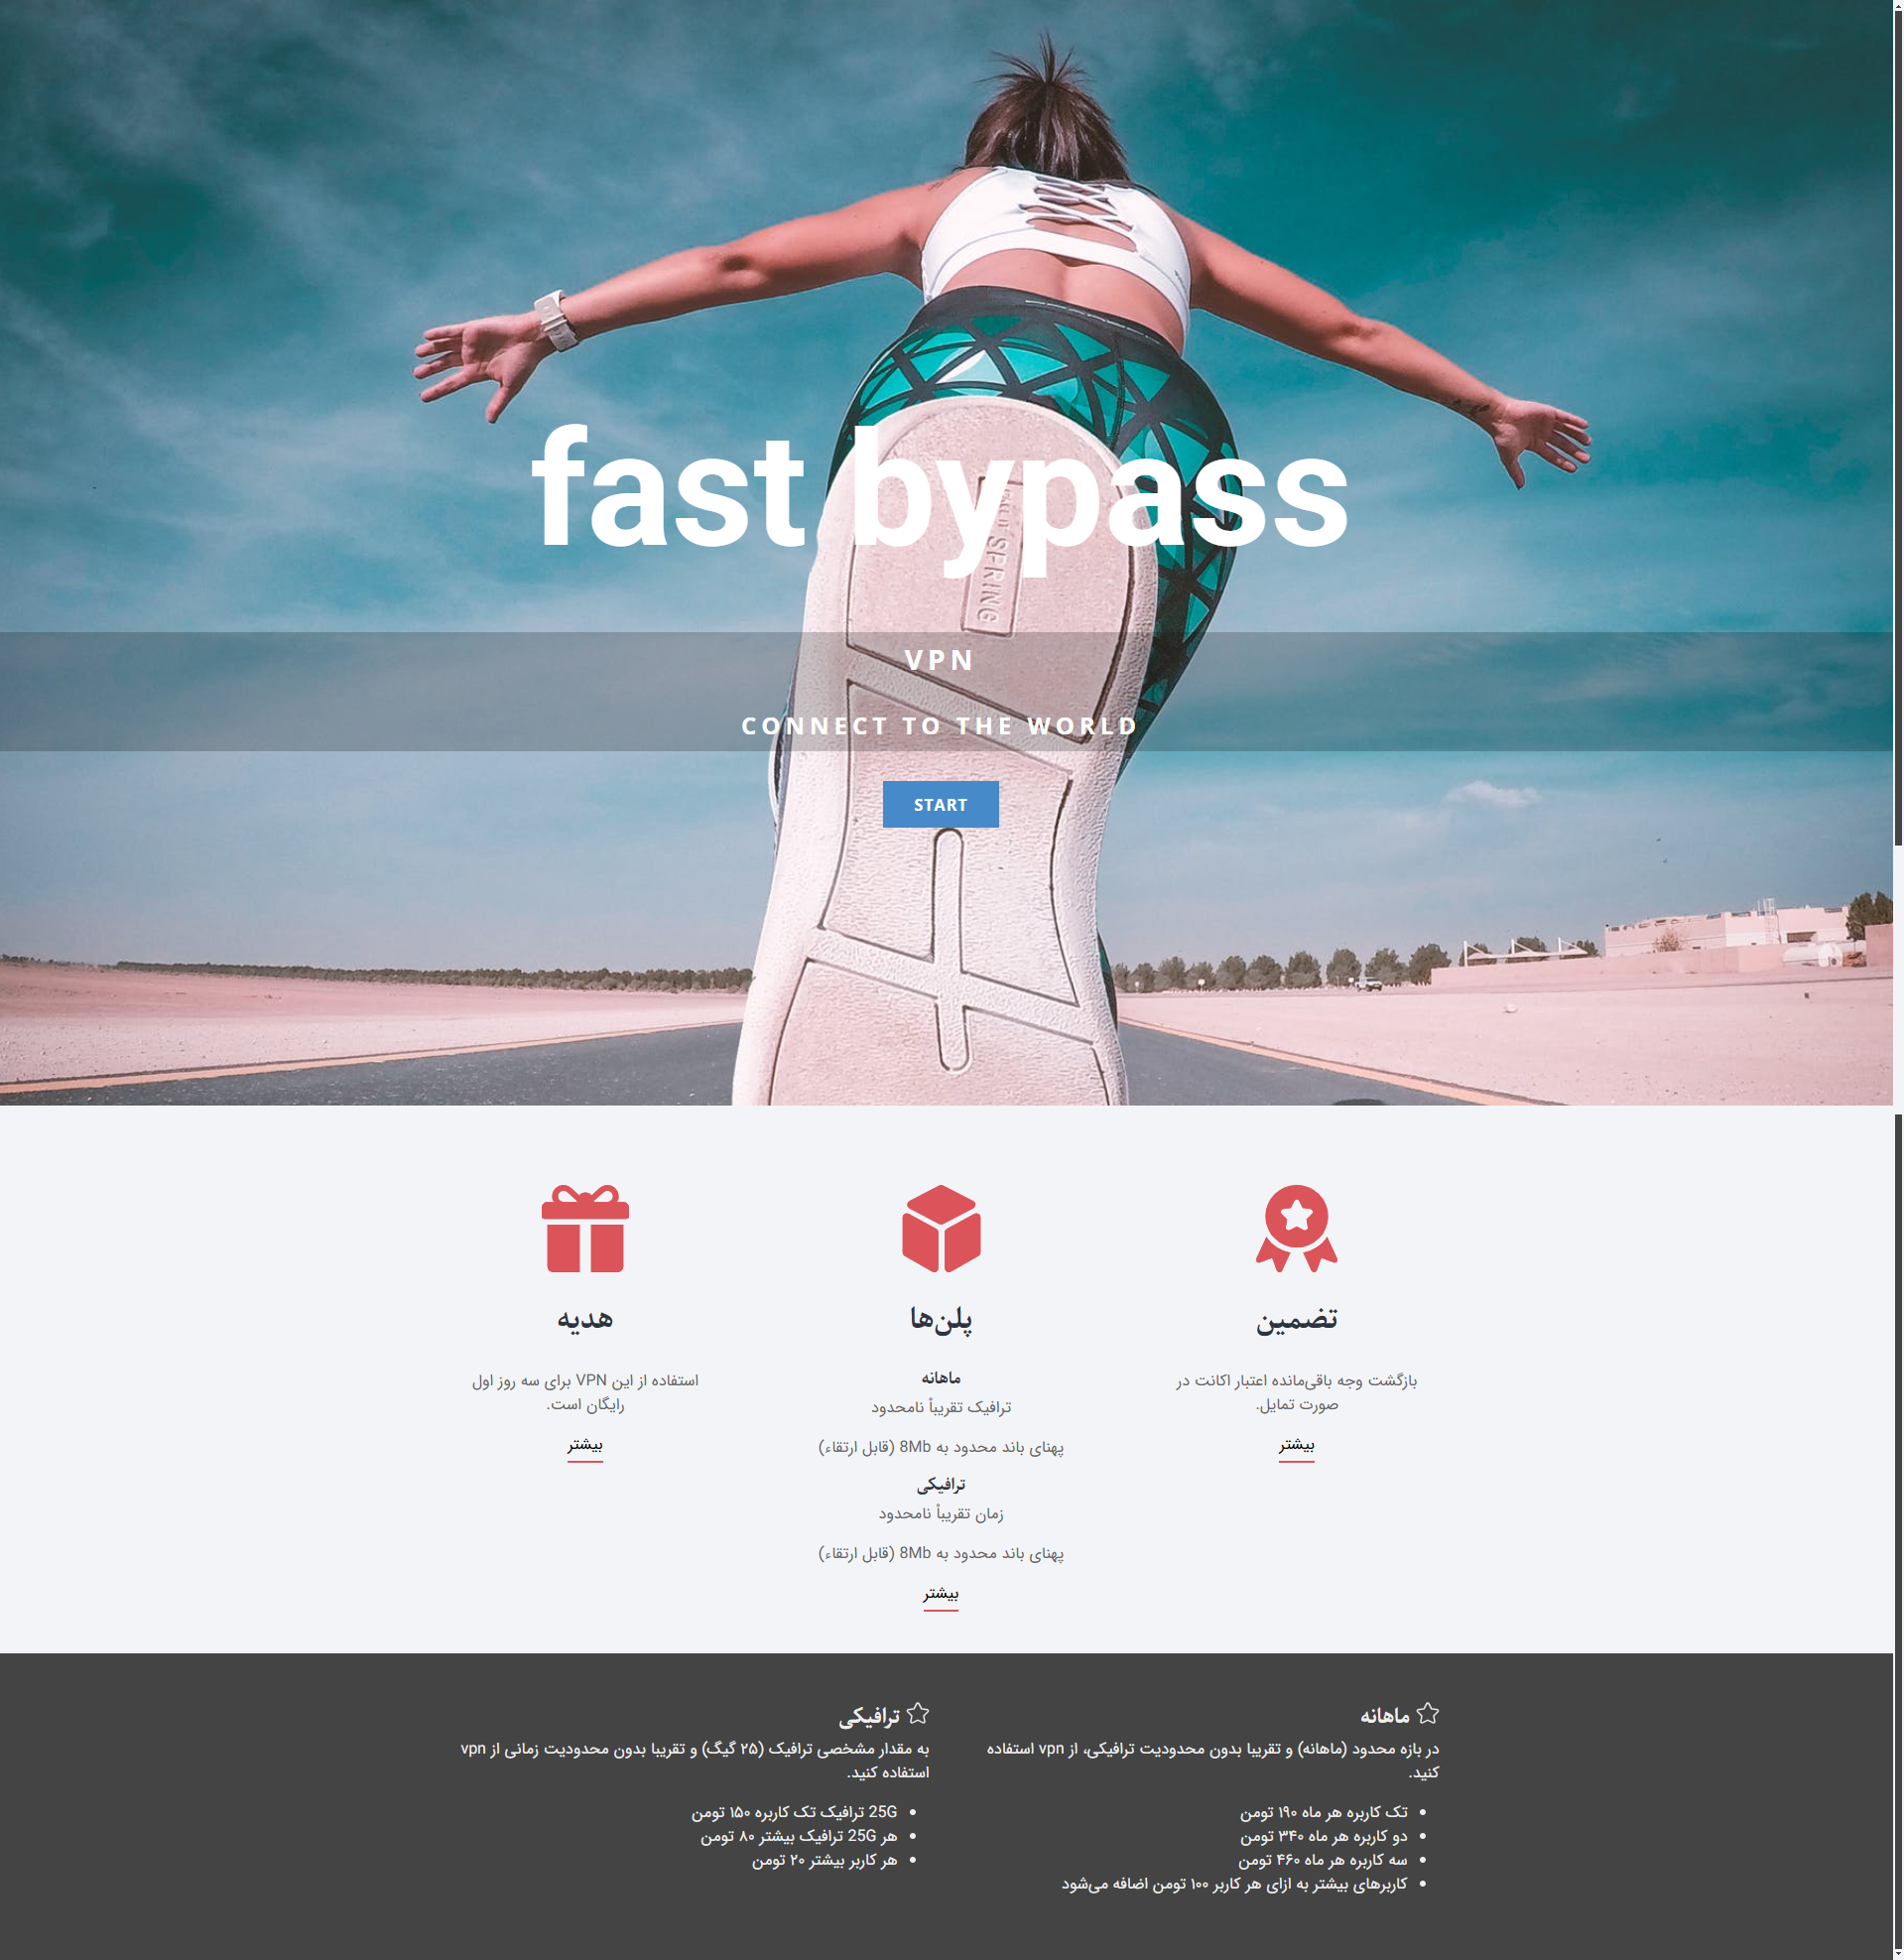 fast bypass
SPRING
VPN
CONNECT TO THE WORLD
START
تضمین
بازگشت وجه باقی‌مانده اعتبار اکانت در
صورت تمایل.
بیشتر
پلن‌ها
ماهانه
ترافیک تقریباً نامحدود
پهنای باند محدود به 8Mb (قابل ارتقاء)
ترافیکی
زمان تقریباً نامحدود
پهنای باند محدود به 8Mb (قابل ارتقاء)
بیشتر
هدیه
استفاده از این VPN برای سه روز اول
رایگان است.
بیشتر
ماهانه
در بازه محدود (ماهانه) و تقریبا بدون محدودیت ترافیکی، از vpn استفاده
کنید.
تک کاربره هر ماه ۱۹۰ تومن
دو کاربره هر ماه ۳۴۰ تومن
سه کاربره هر ماه ۴۶۰ تومن
کاربرهای بیشتر به ازای هر کاربر ۱۰۰ تومن اضافه می‌شود
ترافیکی
به مقدار مشخصی ترافیک (۲۵ گیگ) و تقریبا بدون محدودیت زمانی از vpn
استفاده کنید.
25G ترافیک تک کاربره ۱۵۰ تومن
هر 25G ترافیک بیشتر ۸۰ تومن
هر کاربر بیشتر ۲۰ تومن